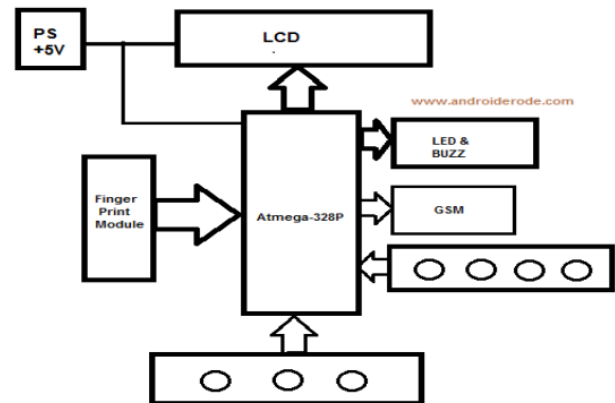 PS
+5V
LCD
www.androiderode.com
LED &
BUZZ
Finger
Print
Module
Atmega-328P
GSM